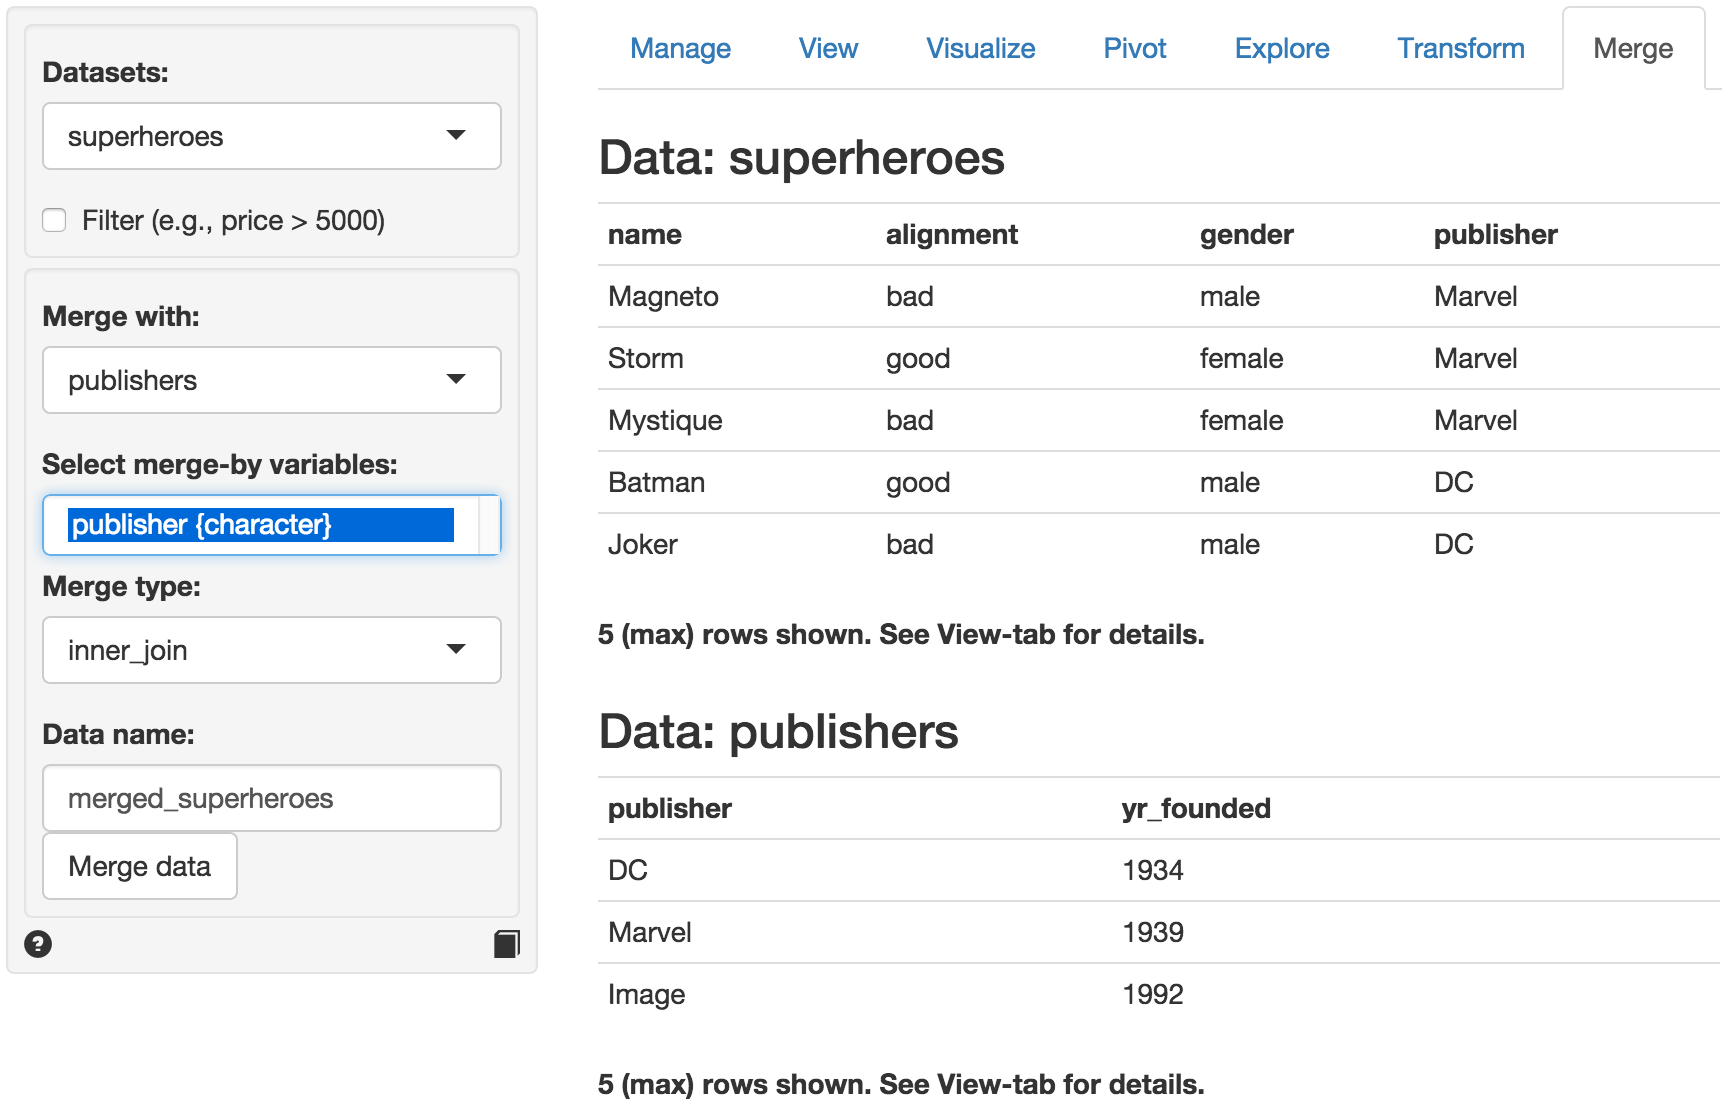 Datasets:
superheroes
Filter (e.g., price > 5000)
Merge with:
publishers
Select merge-by variables:
publisher {character}
Merge type:
inner_join
Data name:
merged_superheroes
Merge data
?
Manage View Visualize Pivot Explore Transform Merge
Data: superheroes
name alignment gender publisher
Magneto bad male Marvel
Storm good female Marvel
Mystique bad female Marvel
Batman good male DC
Joker bad male DC
5 (max) rows shown. See View-tab for details.
Data: publishers
publisher yr_founded
DC 1934
Marvel 1939
Image 1992
5 (max) rows shown. See View-tab for details.